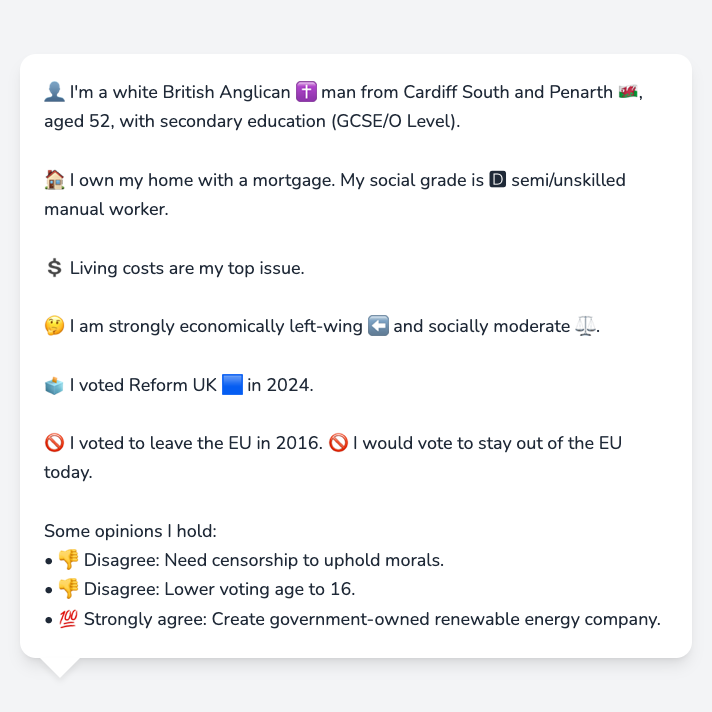 👤 I'm a white British Anglican ✝️ man from Cardiff South and Penarth 🏴󠁧󠁢󠁷󠁬󠁳󠁿,
aged 52, with secondary education (GCSE/O Level).
🏠 I own my home with a mortgage. My social grade is 🅳 semi/unskilled
manual worker.
💲 Living costs are my top issue.
🤔 I am strongly economically left-wing ⬅️ and socially moderate ⚖️.
🗳️ I voted Reform UK 🟦 in 2024.
🚫 I voted to leave the EU in 2016. 🚫 I would vote to stay out of the EU
today.
Some opinions I hold:
• 👎 Disagree: Need censorship to uphold morals.
• 👎 Disagree: Lower voting age to 16.
• 💯 Strongly agree: Create government-owned renewable energy company.